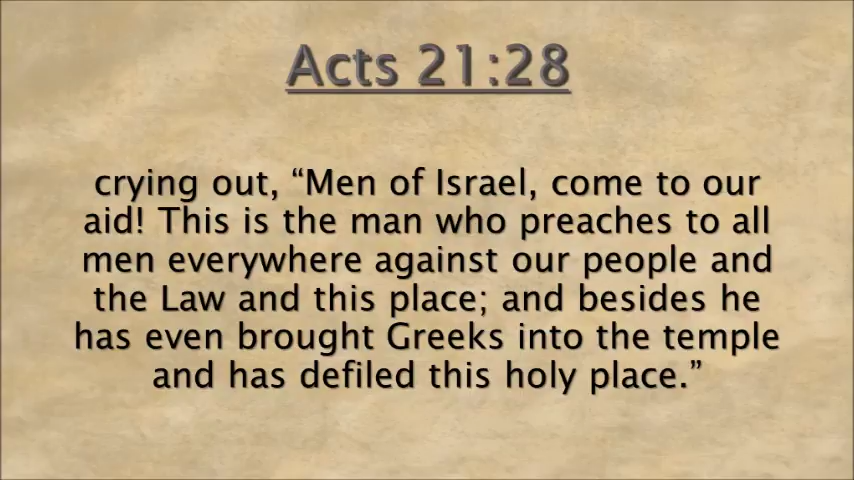 Acts 21:28
crying out, “Men of Israel, come to our
aid! This is the man who preaches to all
men everywhere against our people and
the Law and this place; and besides he
has even brought Greeks into the temple
and has defiled this holy place.”